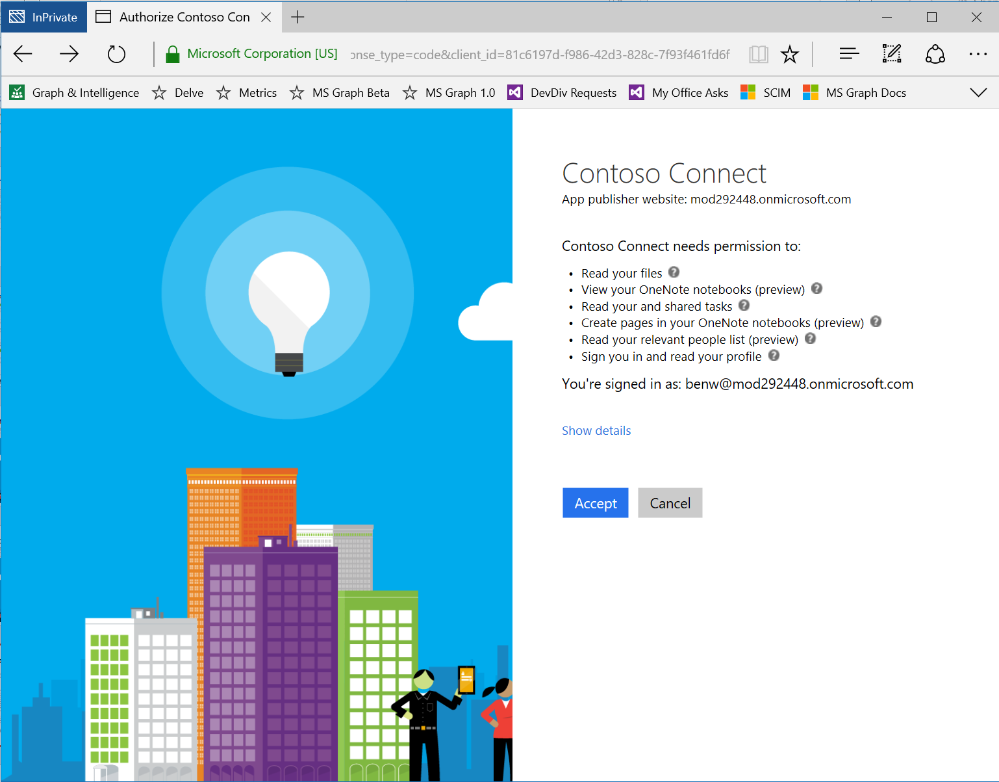 InPrivate Authorize Contoso Con
Microsoft Corporation [US] onse_type=code&client_id=81c6197d-f986-42d3-828c-7f93f461fd6f
Graph & Intelligence Delve Metrics MS Graph Beta MS Graph 1.0 DevDiv Requests My Office Asks SCIM MS Graph Docs
Contoso Connect
App publisher website: mod292448.onmicrosoft.com
Contoso Connect needs permission to:
• Read your files ?
• View your OneNote notebooks (preview) ?
• Read your and shared tasks ?
• Create pages in your OneNote notebooks (preview) ?
• Read your relevant people list (preview) ?
• Sign you in and read your profile ?
You're signed in as: benw@mod292448.onmicrosoft.com
Show details
Accept Cancel